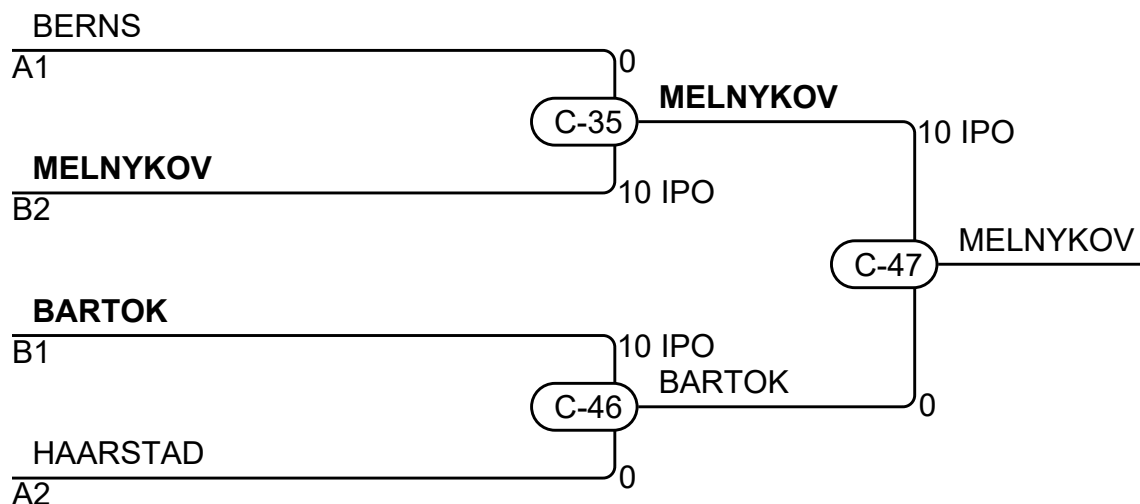 BERNS
A1
0
C-35
MELNYKOV
10 IPO
MELNYKOV
B2
10 IPO
C-47
MELNYKOV
BARTOK
B1
10 IPO
BARTOK
C-46
0
HAARSTAD
A2
0